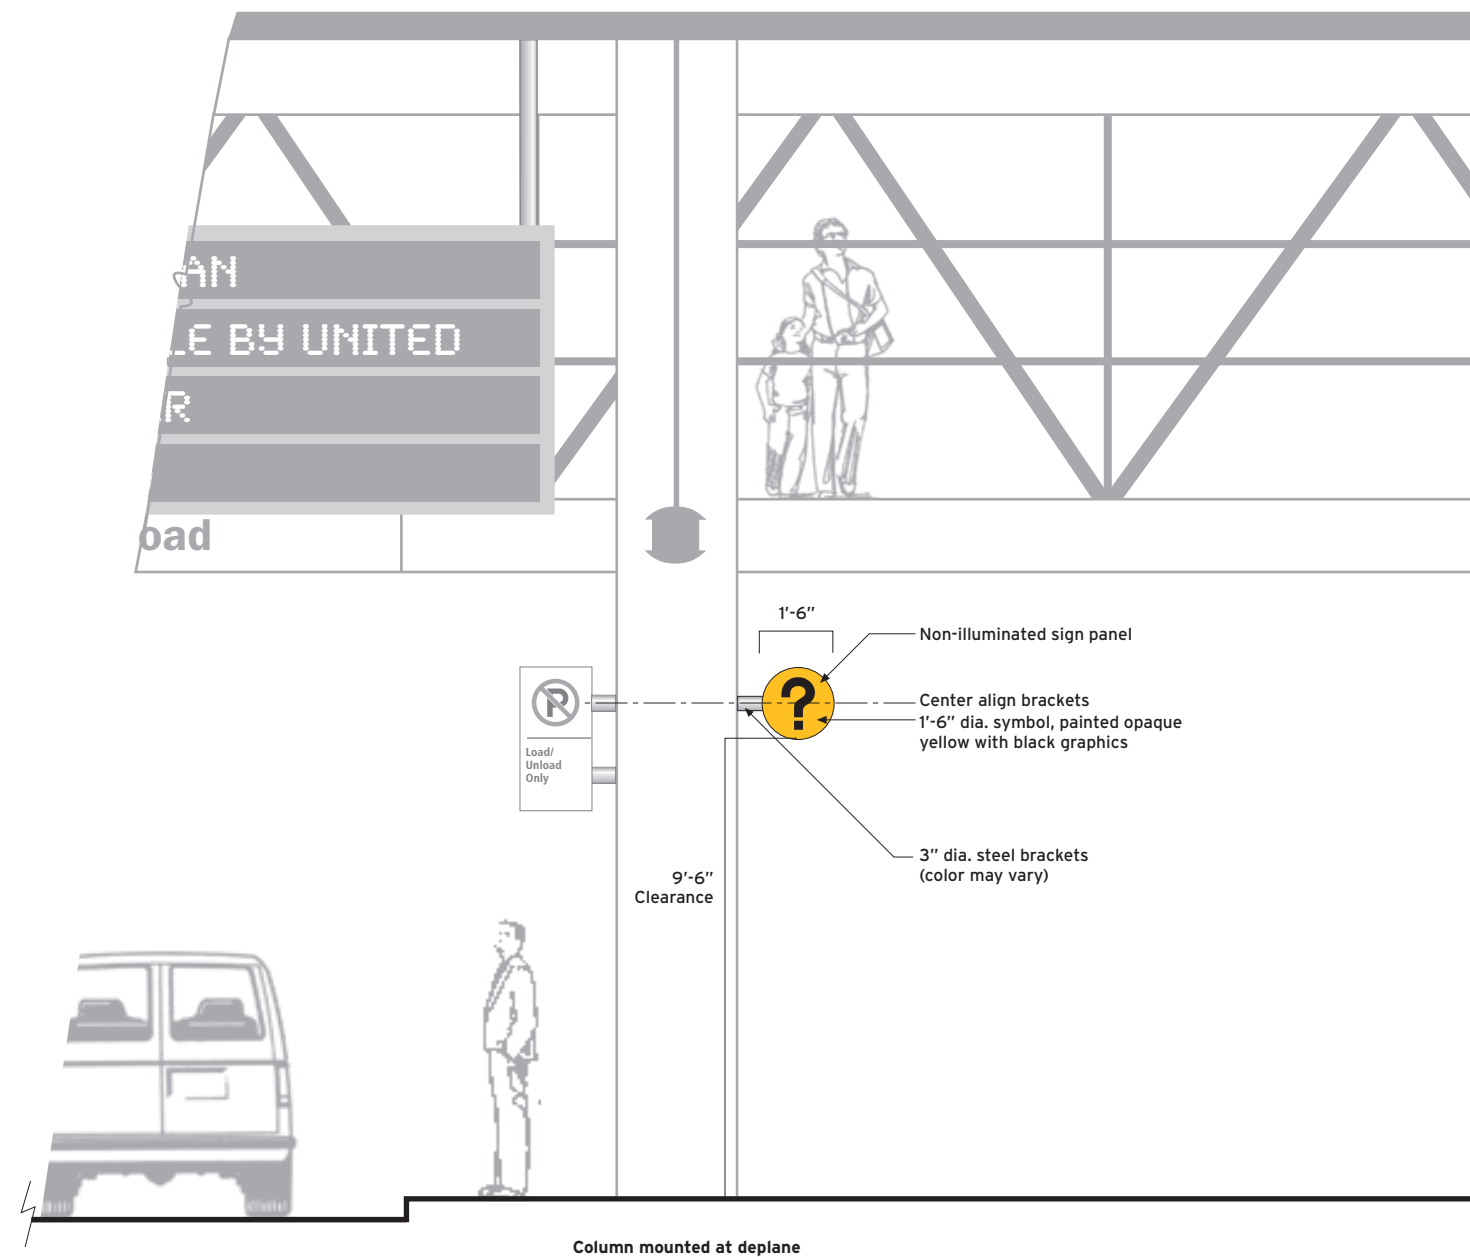 AN
LE BY UNITED
R
oad
1’-6”
Non-illuminated sign panel
P
Center align brackets
?
1’-6” dia. symbol, painted opaque
yellow with black graphics
Load/
Unload
Only
3” dia. steel brackets
(color may vary)
9’-6”
Clearance
Column mounted at deplane